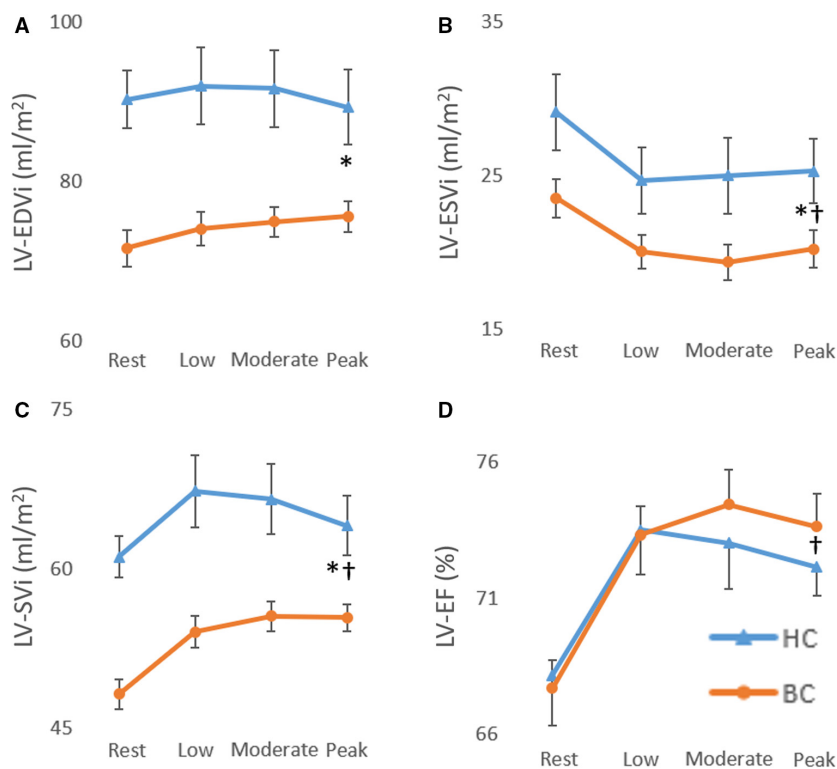 A
100
80
60
LV-EDVi (ml/m²)
*
Rest Low Moderate Peak
B
35
25
15
LV-ESVi (ml/m²)
*†
Rest Low Moderate Peak
C
75
60
45
LV-SVi (ml/m²)
*†
Rest Low Moderate Peak
D
76
71
66
LV-EF (%)
†
HC
BC
Rest Low Moderate Peak